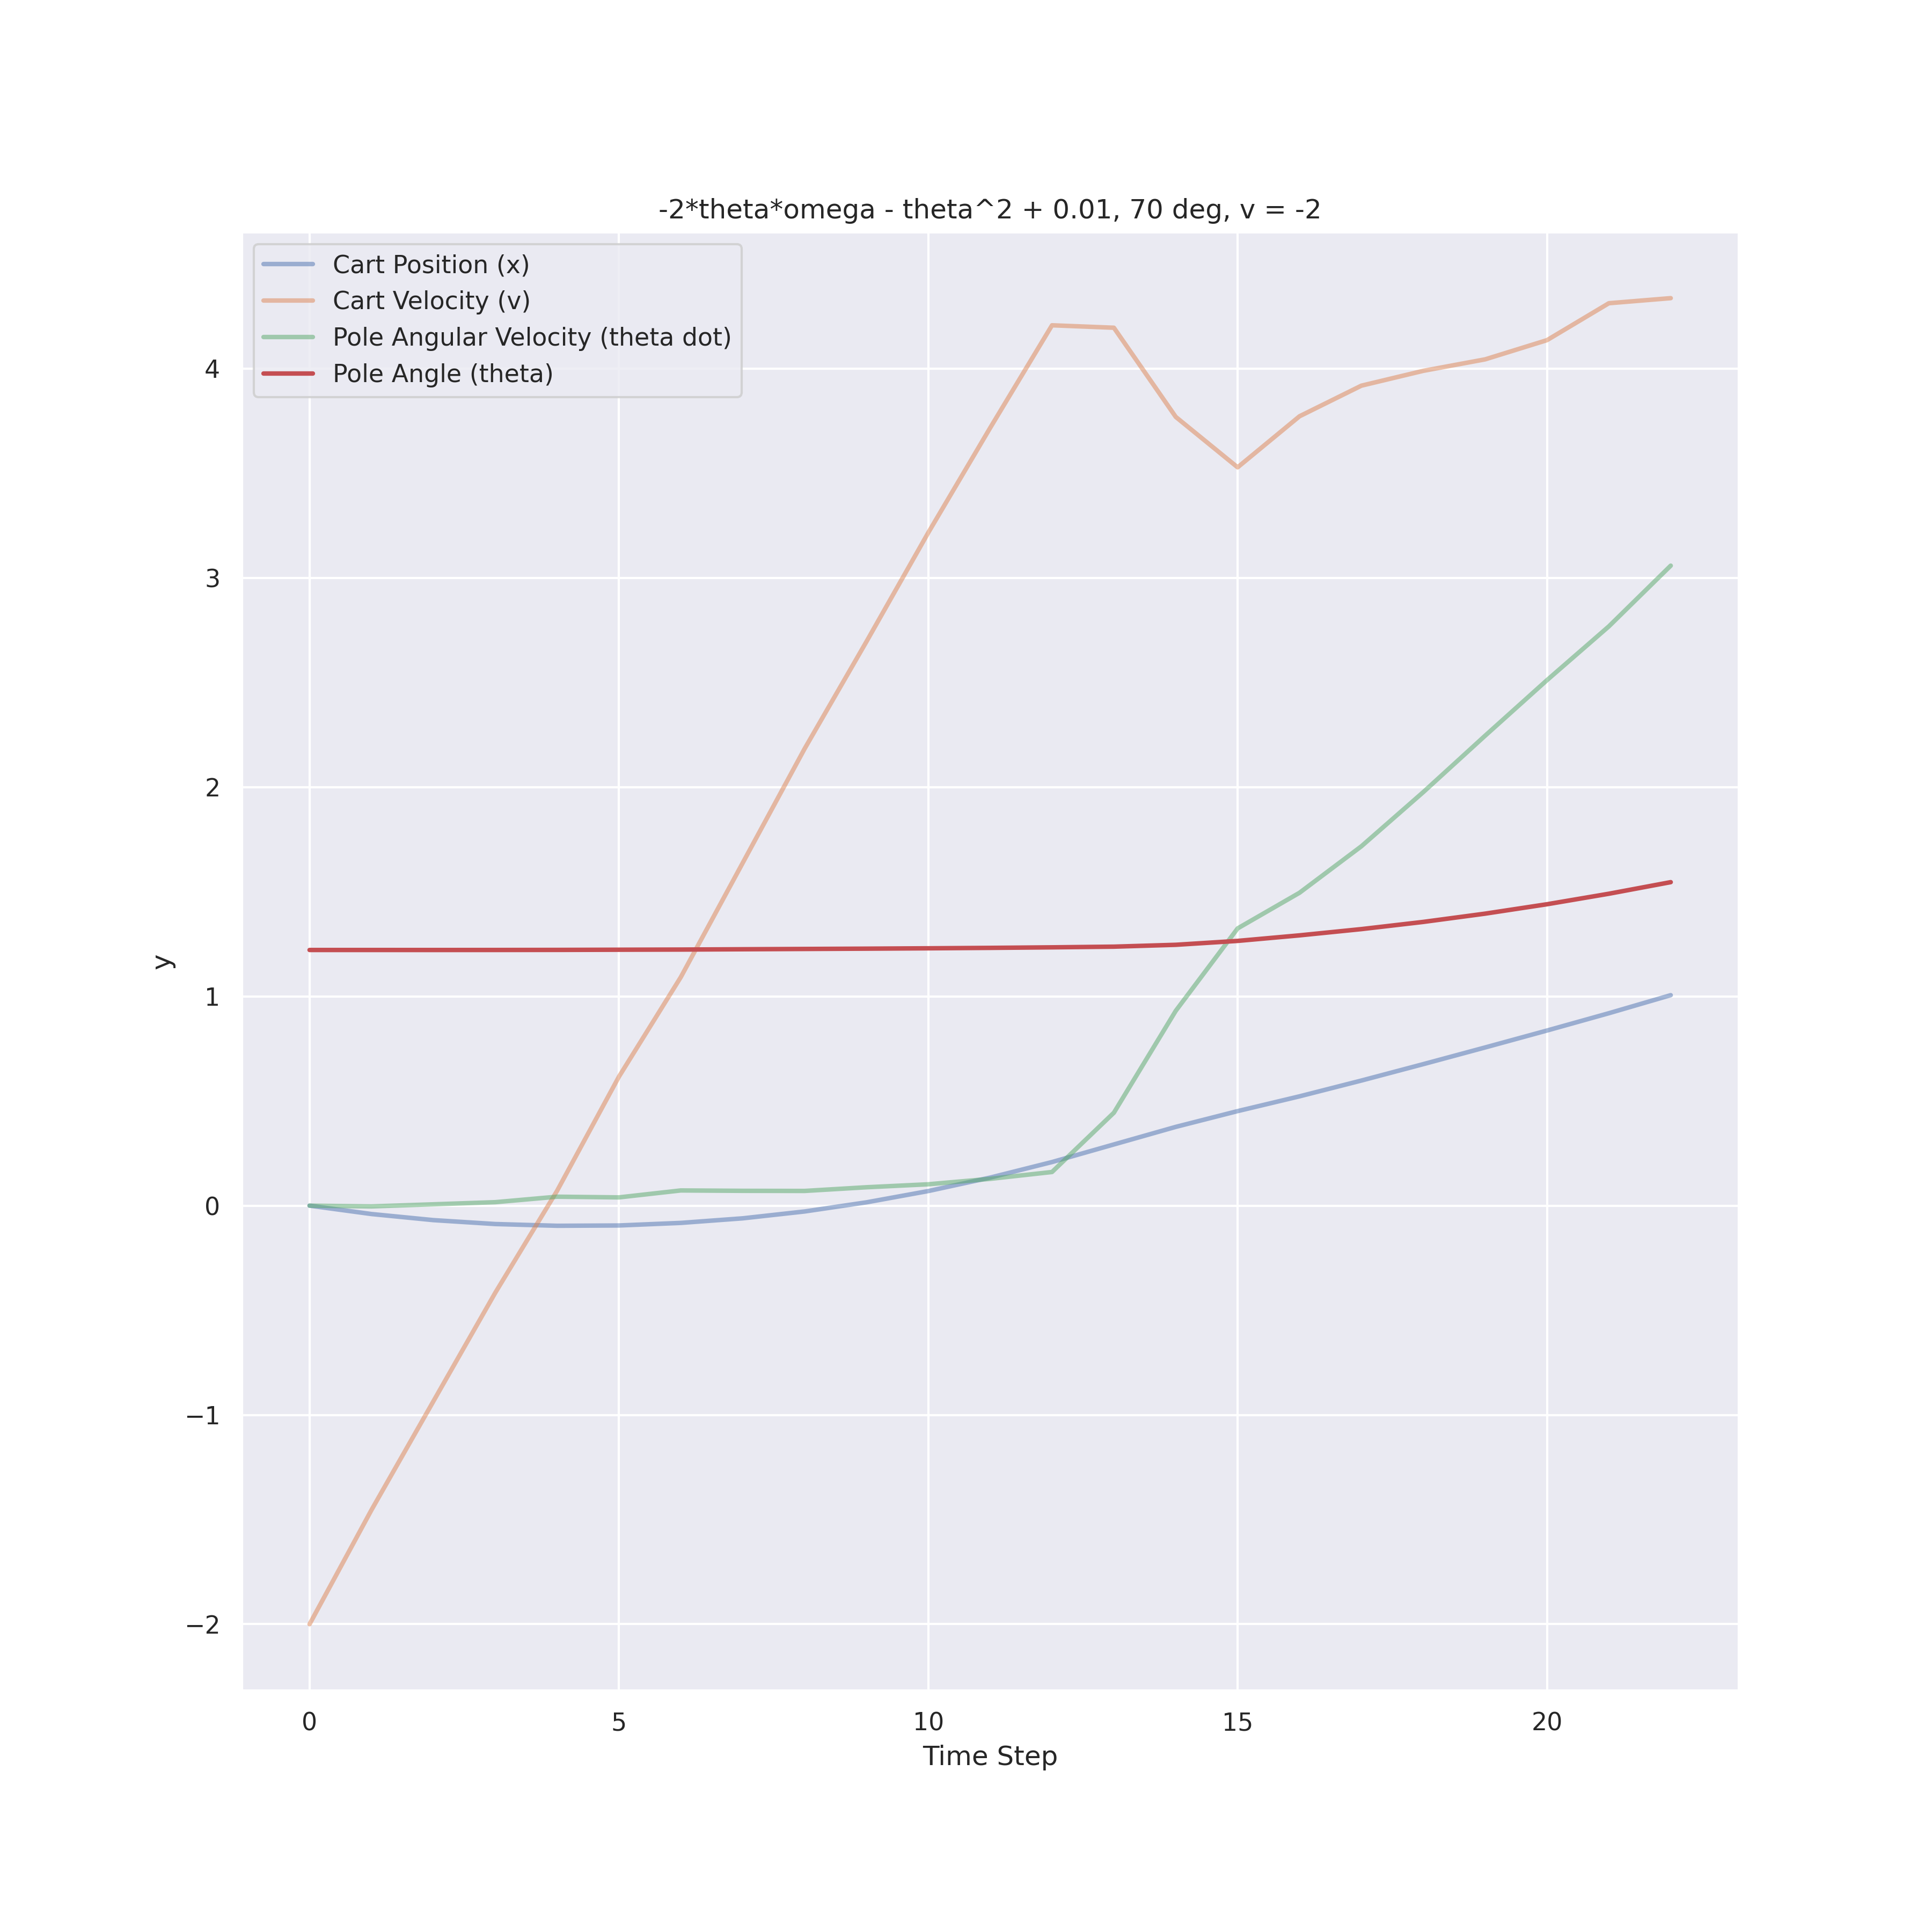 -2*theta*omega - theta^2 + 0.01, 70 deg, v = -2
Cart Position (x)
Cart Velocity (v)
Pole Angular Velocity (theta dot)
Pole Angle (theta)
4
3
2
1
0
−1
−2
y
0 5 10 15 20
Time Step